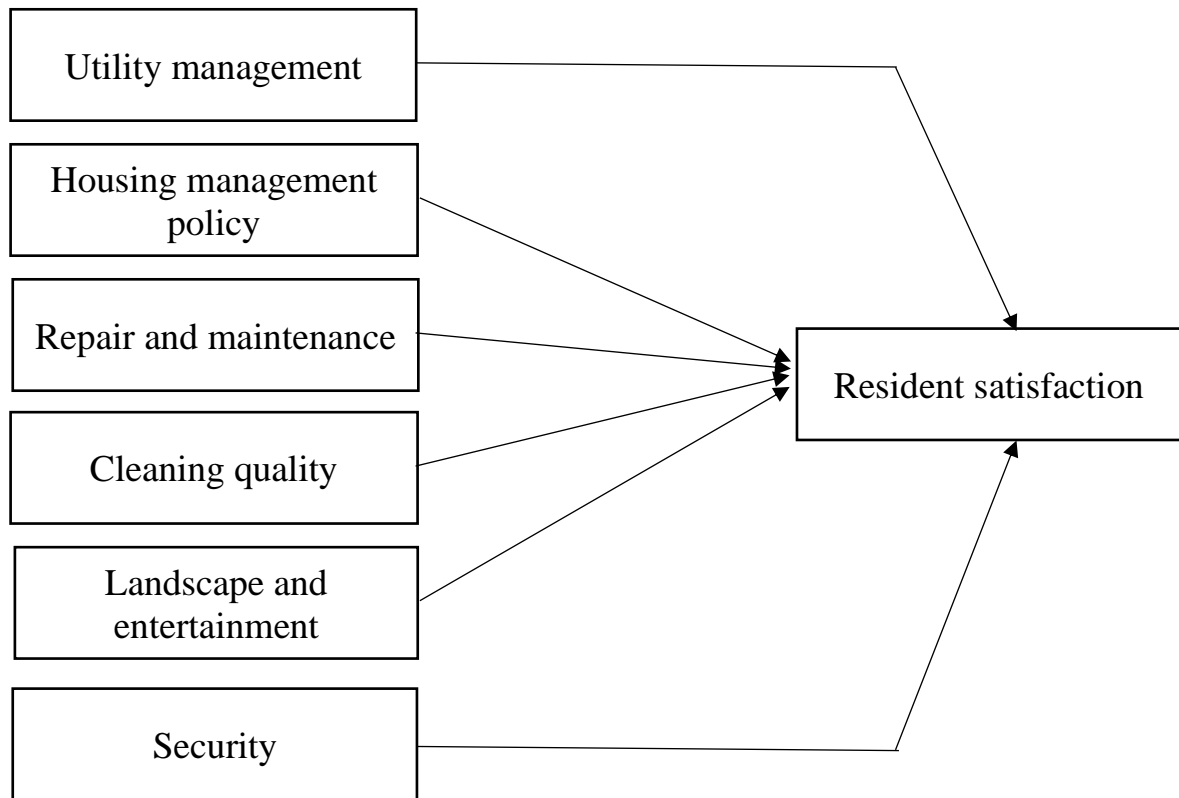 Utility management
Housing management
policy
Repair and maintenance
Cleaning quality
Landscape and
entertainment
Security
Resident satisfaction